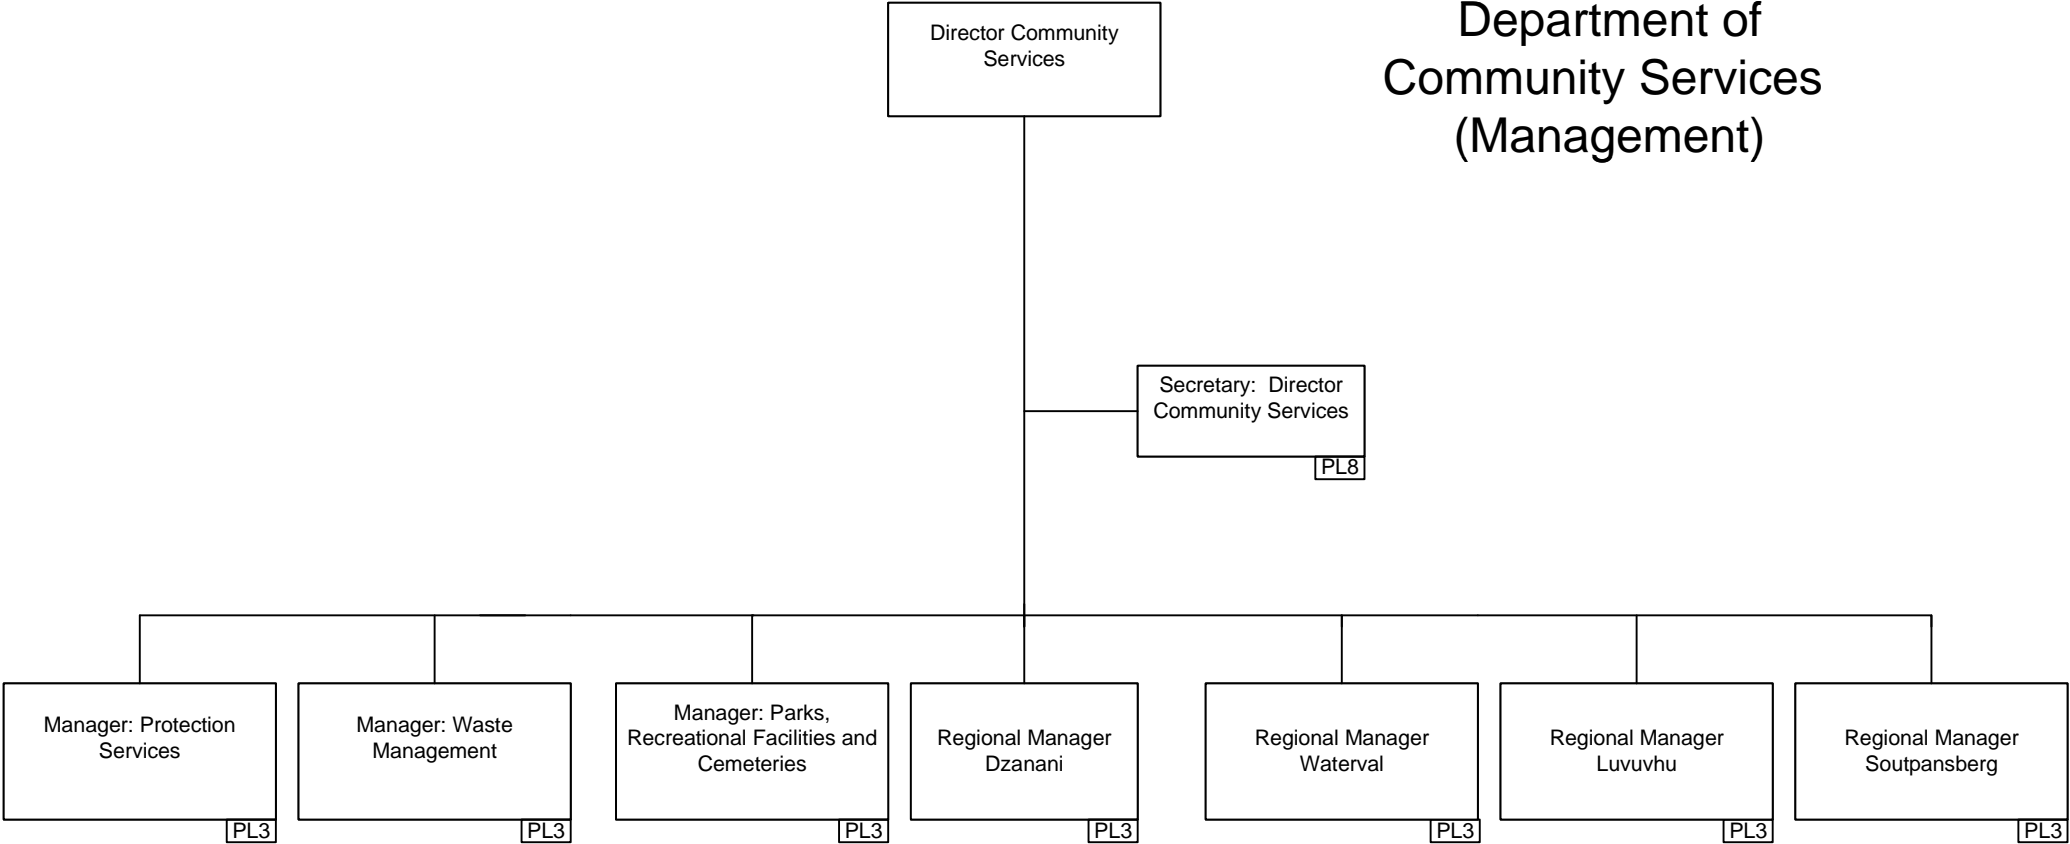 Director Community
Services
Department of
Community Services
(Management)
Secretary:  Director
Community Services
PL8
Manager: Protection
Services
PL3
Manager: Waste
Management
PL3
Manager: Parks,
Recreational Facilities and
Cemeteries
PL3
Regional Manager
Dzanani
PL3
Regional Manager
Waterval
PL3
Regional Manager
Luvuvhu
PL3
Regional Manager
Soutpansberg
PL3